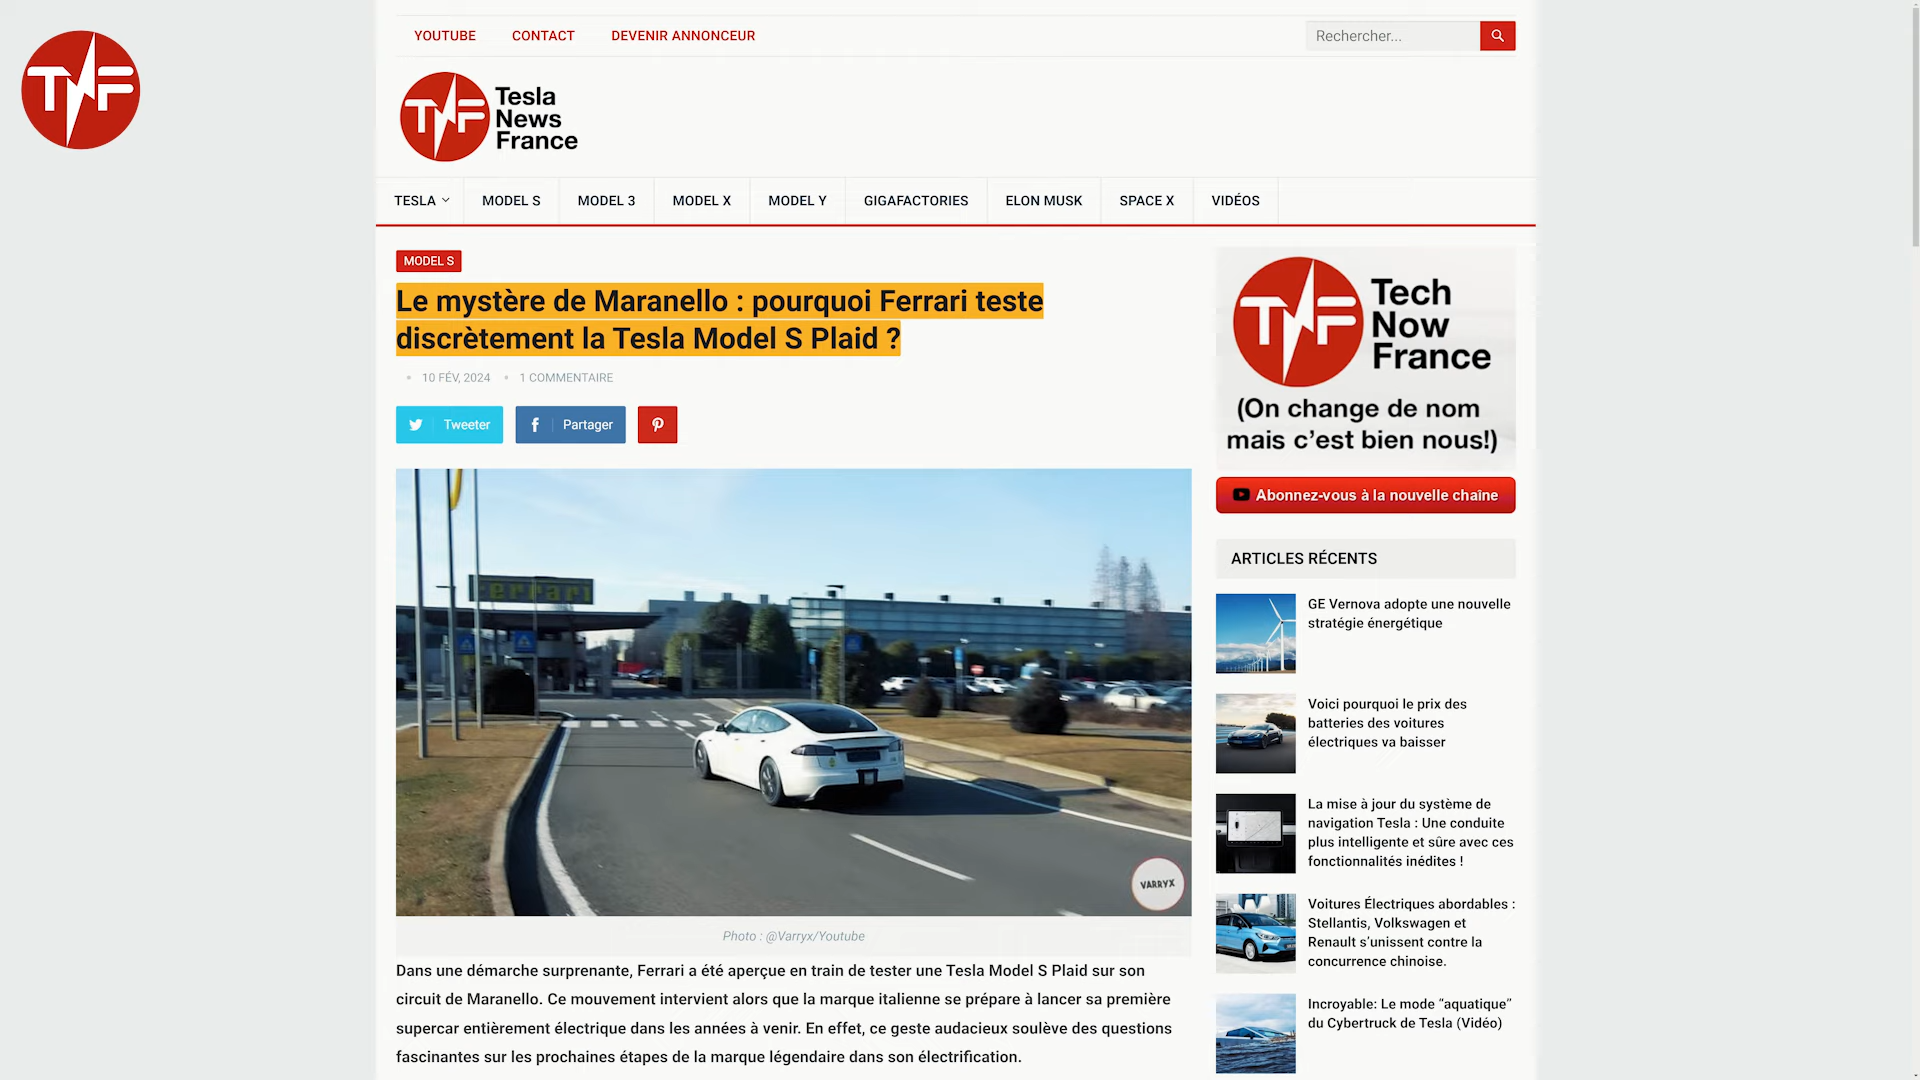 TNF
YOUTUBE
CONTACT
DEVENIR ANNONCEUR
Rechercher...
TNF
Tesla
News
France
TESLA
MODEL S
MODEL 3
MODEL X
MODEL Y
GIGAFACTORIES
ELON MUSK
SPACE X
VIDÉOS
MODEL S
Le mystère de Maranello : pourquoi Ferrari teste
discrètement la Tesla Model S Plaid ?
10 FÉV, 2024
1 COMMENTAIRE
Tweeter
Partager
Ferrari
VARRYX
Photo : @Varryx/Youtube
Dans une démarche surprenante, Ferrari a été aperçue en train de tester une Tesla Model S Plaid sur son
circuit de Maranello. Ce mouvement intervient alors que la marque italienne se prépare à lancer sa première
supercar entièrement électrique dans les années à venir. En effet, ce geste audacieux soulève des questions
fascinantes sur les prochaines étapes de la marque légendaire dans son électrification.
TNF
Tech
Now
France
(On change de nom
mais c'est bien nous!)
Abonnez-vous à la nouvelle chaîne
ARTICLES RÉCENTS
GE Vernova adopte une nouvelle
stratégie énergétique
Voici pourquoi le prix des
batteries des voitures
électriques va baisser
La mise à jour du système de
navigation Tesla : Une conduite
plus intelligente et sûre avec ces
fonctionnalités inédites !
Voitures Électriques abordables :
Stellantis, Volkswagen et
Renault s'unissent contre la
concurrence chinoise.
Incroyable: Le mode “aquatique”
du Cybertruck de Tesla (Vidéo)